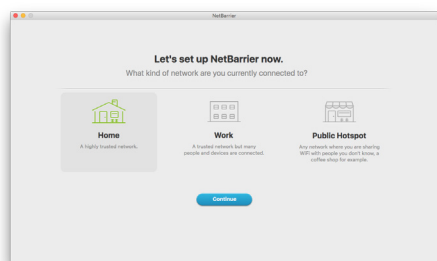 NetBarrier
Let's set up NetBarrier now.
What kind of network are you currently connected to?
Home
A highly trusted network.
Work
A trusted network but many
people and devices are connected.
Public Hotspot
Any network where you are sharing
WiFi with people you don't know, a
coffee shop for example.
Continue